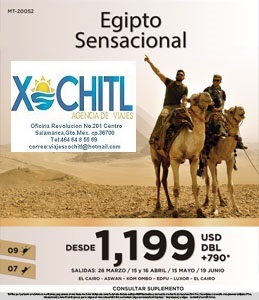 MT-20052
Egipto
Sensacional
XOCHITL
AGENCIA DE VIAJES
Oficina Revolucion No.201 Centro
Salamanca,Gto.Mex. cp.36700
Tel:464 64 8 55 69
correo:viajesxochitl@hotmail.com
DESDE 1,199 USD
DBL
+790*
09
07
SALIDAS: 26 MARZO / 15 y 16 ABRIL / 15 MAYO / 19 JUNIO
EL CAIRO - ASWAN - KOM OMBO - EDFU - LUXOR - EL CAIRO
CONSULTAR SUPLEMENTO